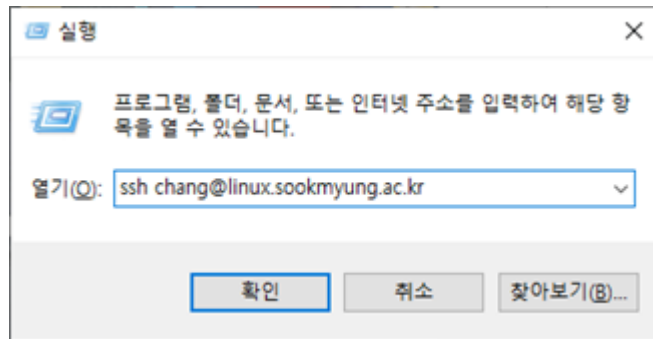 실행
프로그램, 폴더, 문서, 또는 인터넷 주소를 입력하여 해당 항
목을 열 수 있습니다.
열기(O): ssh chang@linux.sookmyung.ac.kr
확인 취소 찾아보기(B)...